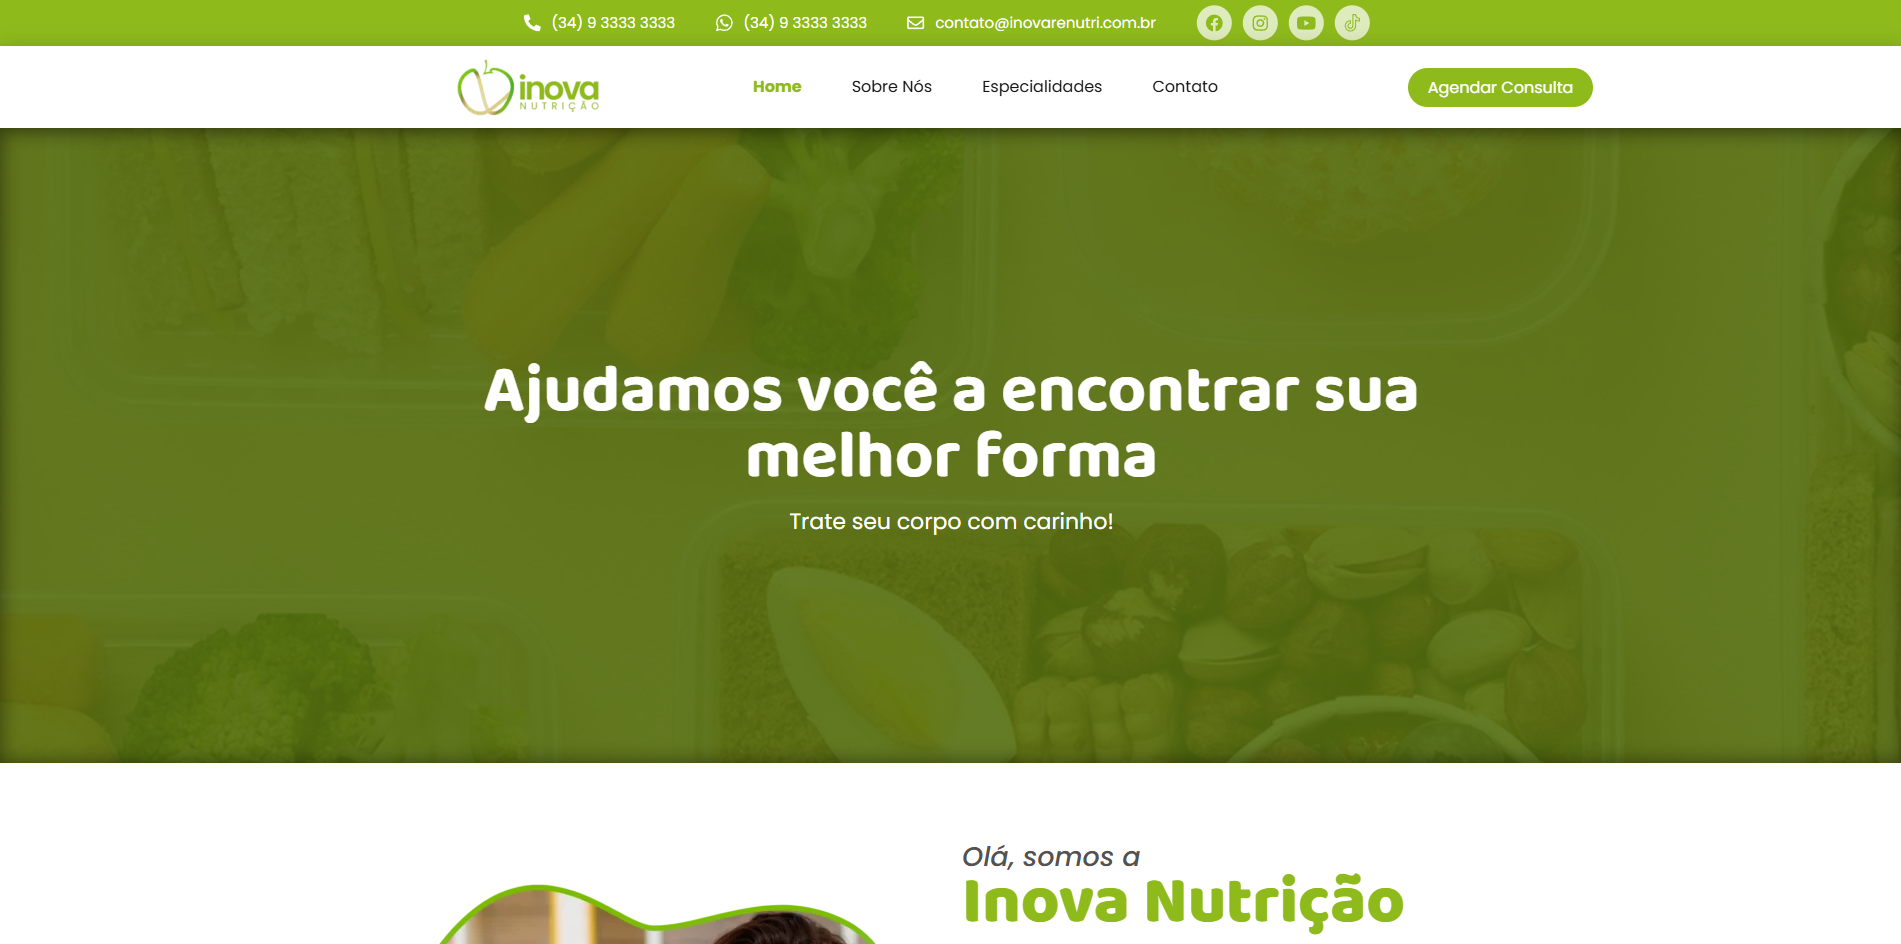 (34) 9 3333 3333
(34) 9 3333 3333
contato@inovarenutri.com.br
inova
NUTRIÇÃO
Home
Sobre Nós
Especialidades
Contato
Agendar Consulta
Ajudamos você a encontrar sua
melhor forma
Trate seu corpo com carinho!
Olá, somos a
Inova Nutrição